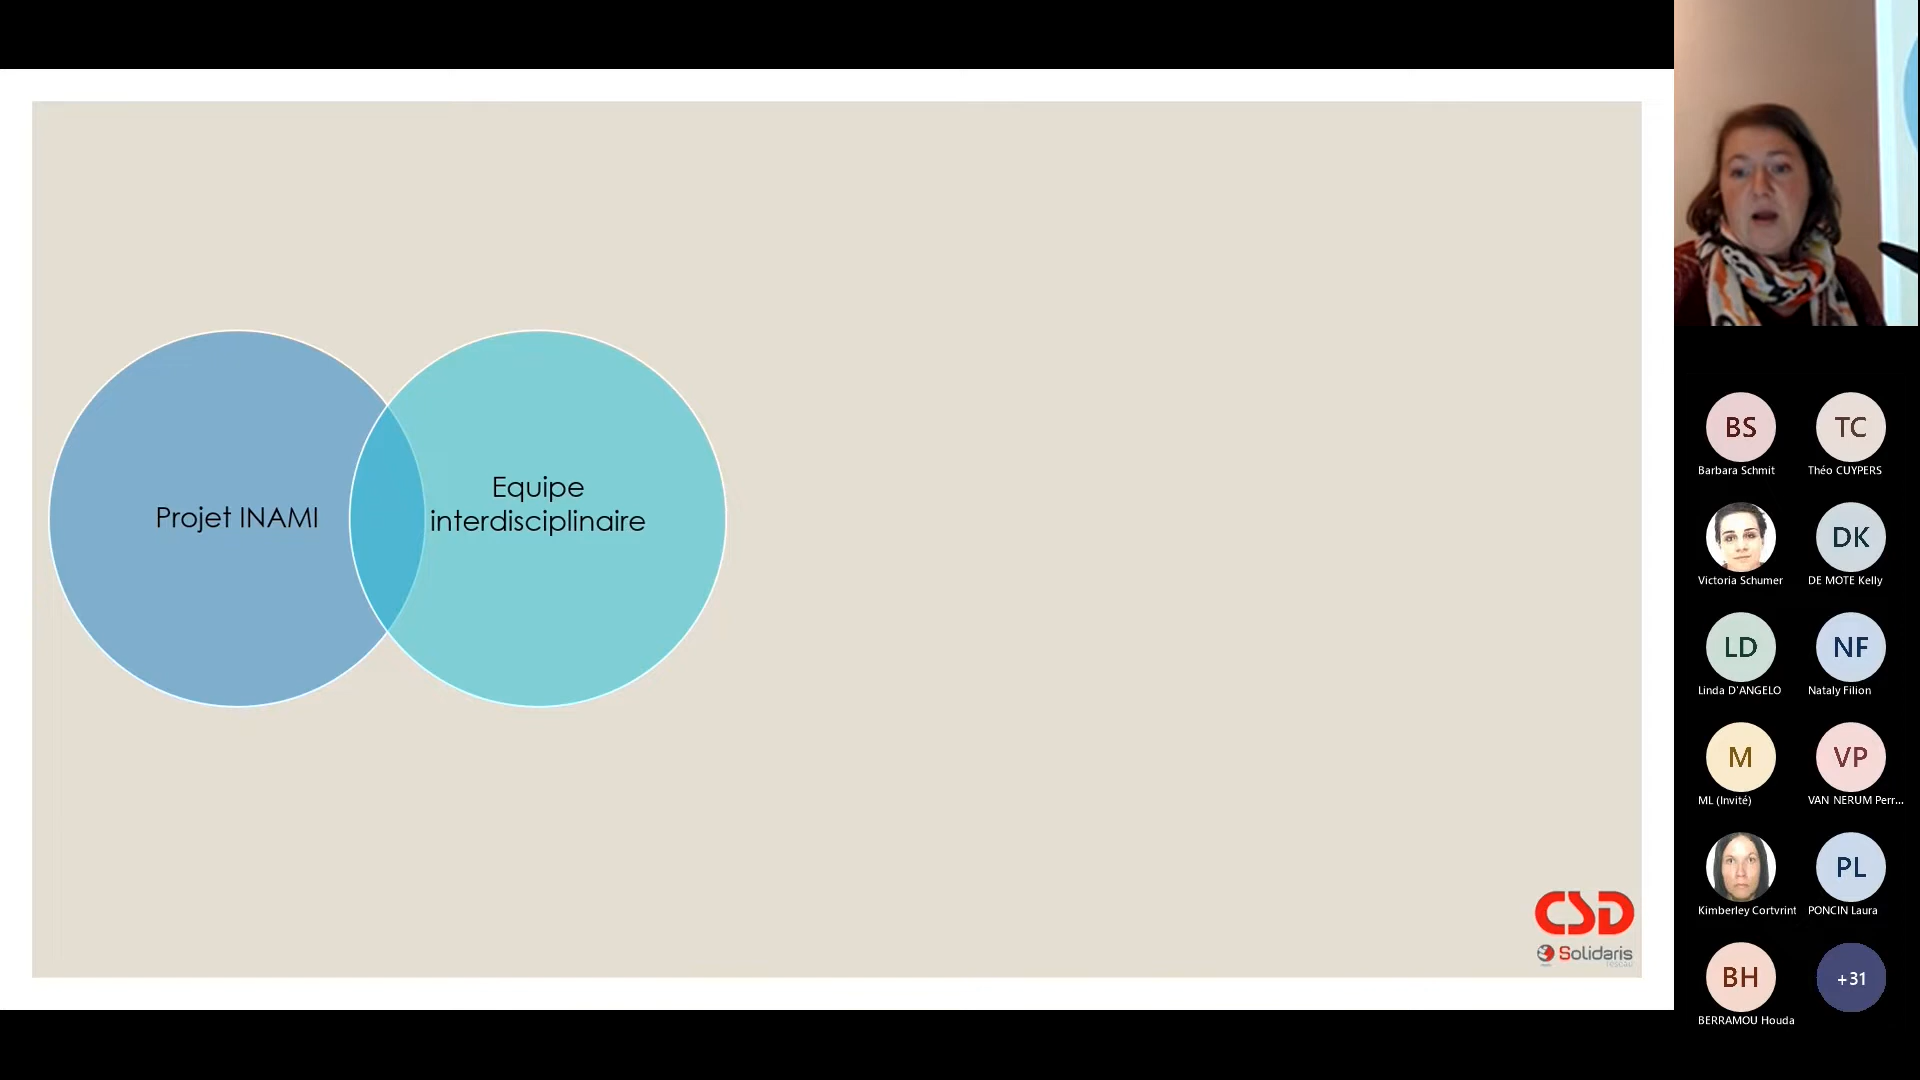 Projet INAMI
Equipe
interdisciplinaire
CSD
Solidaris
BS
Barbara Schmit
TC
Théo CUYPERS
Victoria Schumer
DK
DE MOTE Kelly
LD
Linda D'ANGELO
NF
Nataly Filion
M
ML (Invité)
VP
VAN NERUM Perr...
Kimberley Cortvrint
PL
PONCIN Laura
BH
BERRAMOU Houda
+31